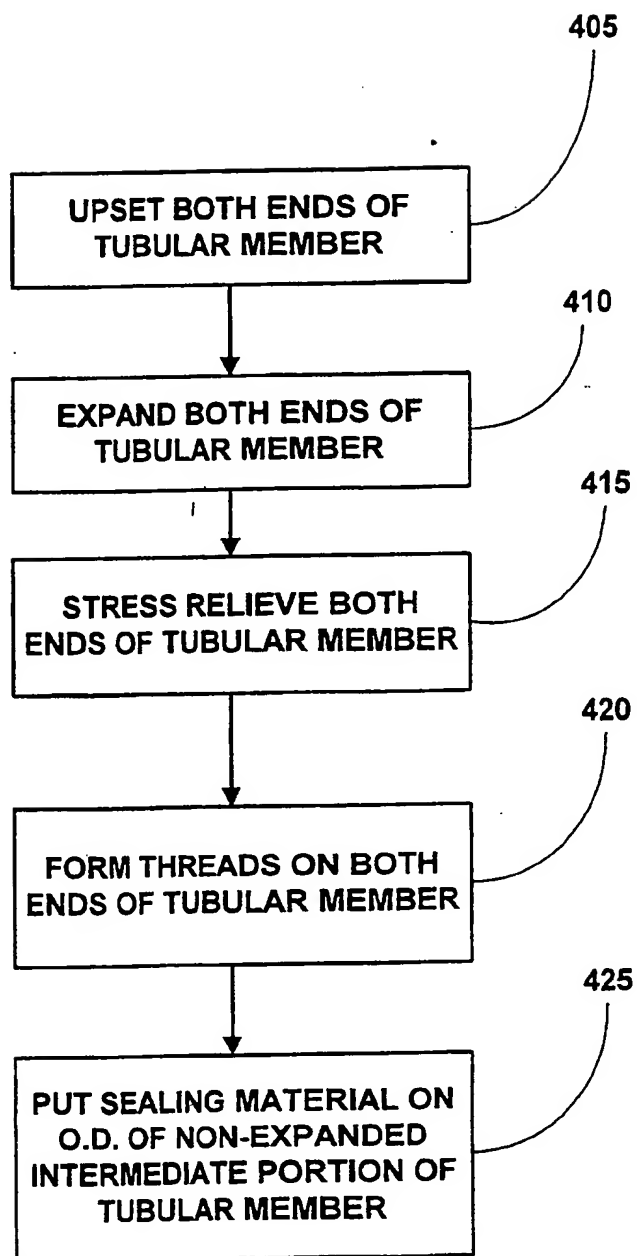 405
UPSET BOTH ENDS OF
TUBULAR MEMBER
410
EXPAND BOTH ENDS OF
TUBULAR MEMBER
415
STRESS RELIEVE BOTH
ENDS OF TUBULAR MEMBER
420
FORM THREADS ON BOTH
ENDS OF TUBULAR MEMBER
425
PUT SEALING MATERIAL ON
O.D. OF NON-EXPANDED
INTERMEDIATE PORTION OF
TUBULAR MEMBER